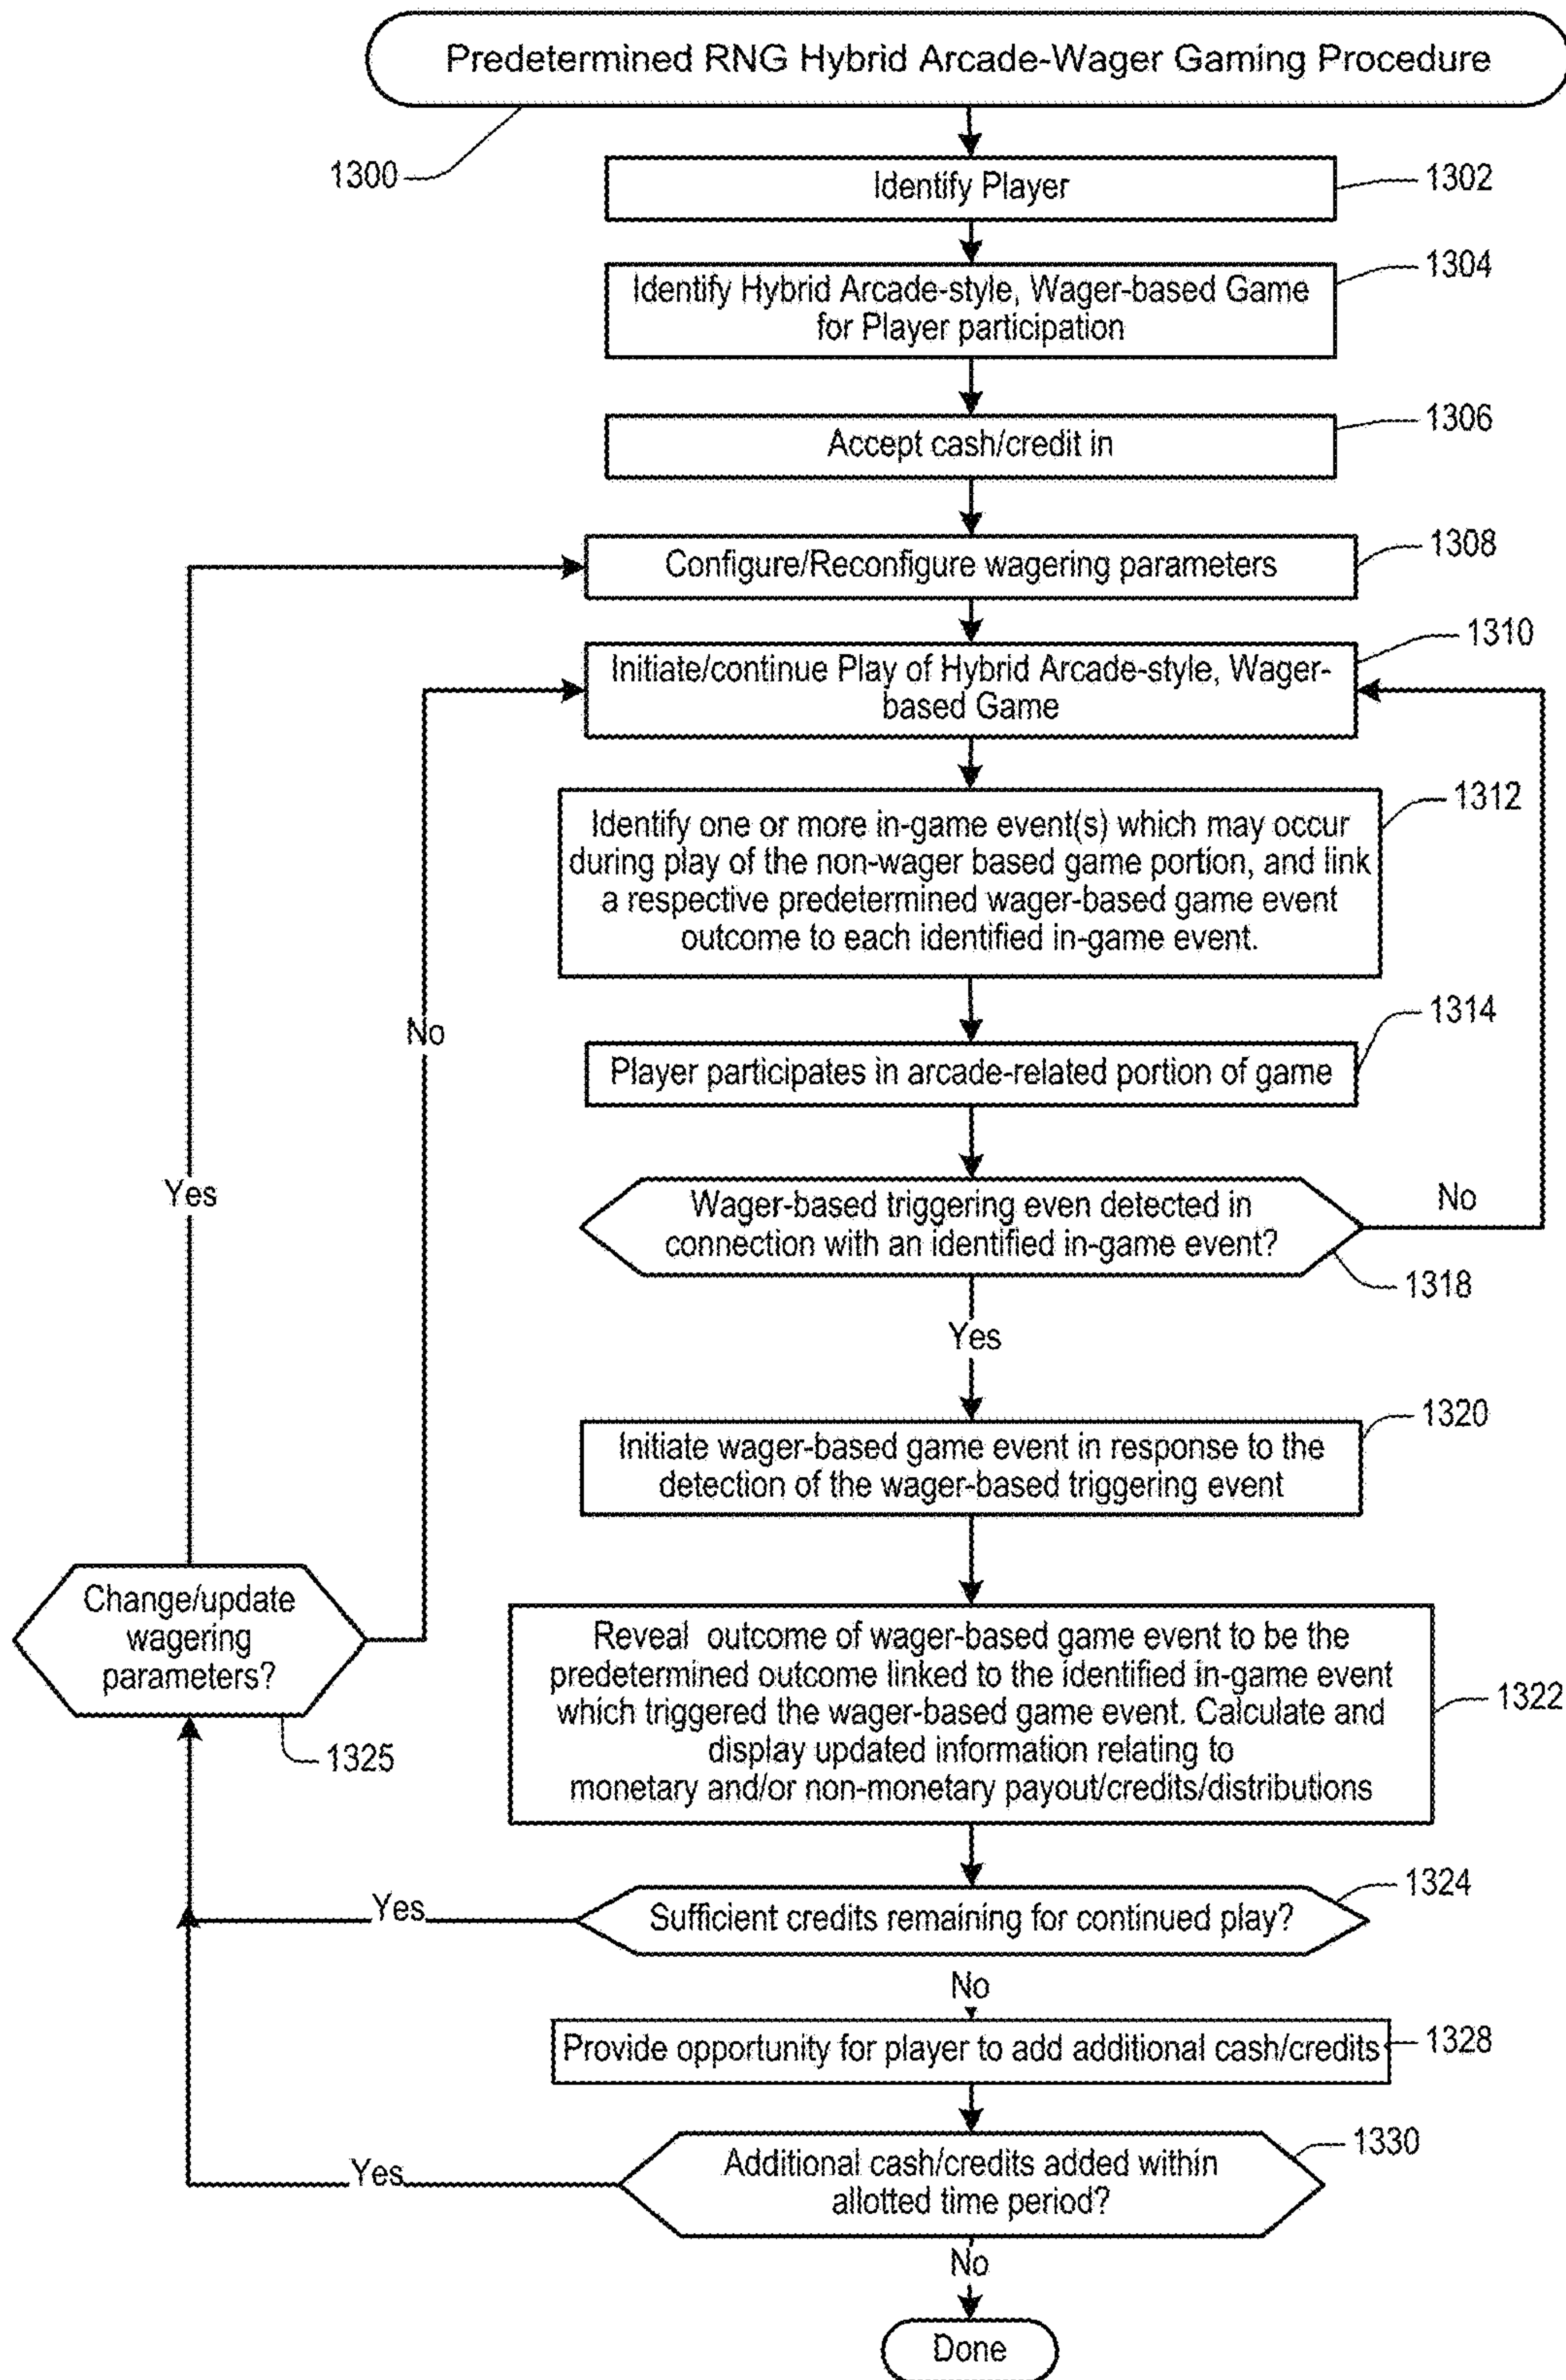 Predetermined RNG Hybrid Arcade-Wager Gaming Procedure
1300
Identify Player
1302
Identify Hybrid Arcade-style, Wager-based Game
for Player participation
1304
Accept cash/credit in
1306
Configure/Reconfigure wagering parameters
1308
Initiate/continue Play of Hybrid Arcade-style, Wager-
based Game
1310
Identify one or more in-game event(s) which may occur
during play of the non-wager based game portion, and link
a respective predetermined wager-based game event
outcome to each identified in-game event.
1312
No
Player participates in arcade-related portion of game
1314
Yes
Wager-based triggering even detected in
connection with an identified in-game event?
No
1318
Yes
Initiate wager-based game event in response to the
detection of the wager-based triggering event
1320
Change/update
wagering
parameters?
1325
Reveal outcome of wager-based game event to be the
predetermined outcome linked to the identified in-game event
which triggered the wager-based game event. Calculate and
display updated information relating to
monetary and/or non-monetary payout/credits/distributions
1322
Yes
Sufficient credits remaining for continued play?
1324
No
Provide opportunity for player to add additional cash/credits
1328
Yes
Additional cash/credits added within
allotted time period?
1330
No
Done